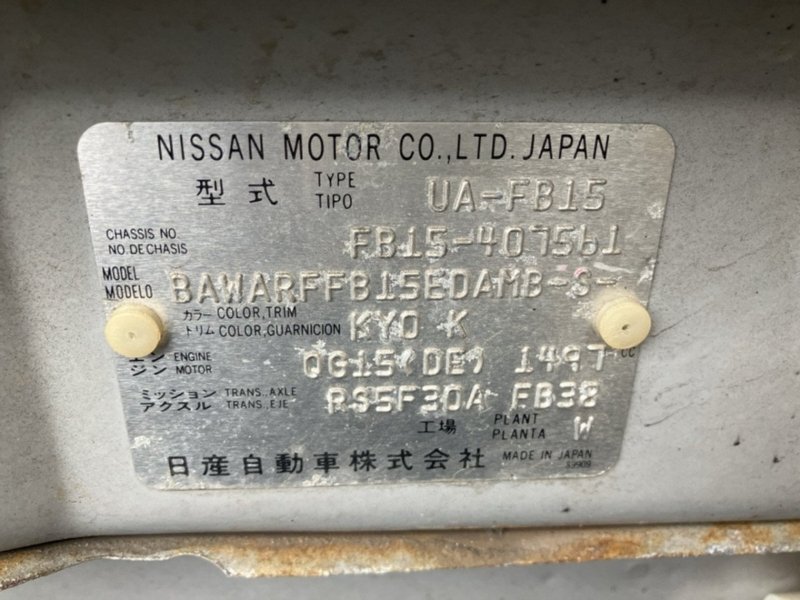 NISSAN MOTOR CO.,LTD. JAPAN
型式 TYPE TIPO UA-FB15
CHASSIS NO. NO.DE CHASIS FB15-407561
MODEL MODELO BAWARFFFB15EDAMB-S-
カラー COLOR,TRIM
トリム COLOR,GUARNICION KY0 K
エン ENGINE
ジン MOTOR QG15(DE) 1497 CC
ミッション TRANS.,AXLE
アクスル TRANS.,EJE RS5F30A FB38
工場 PLANT PLANTA W
日産自動車株式会社 MADE IN JAPAN